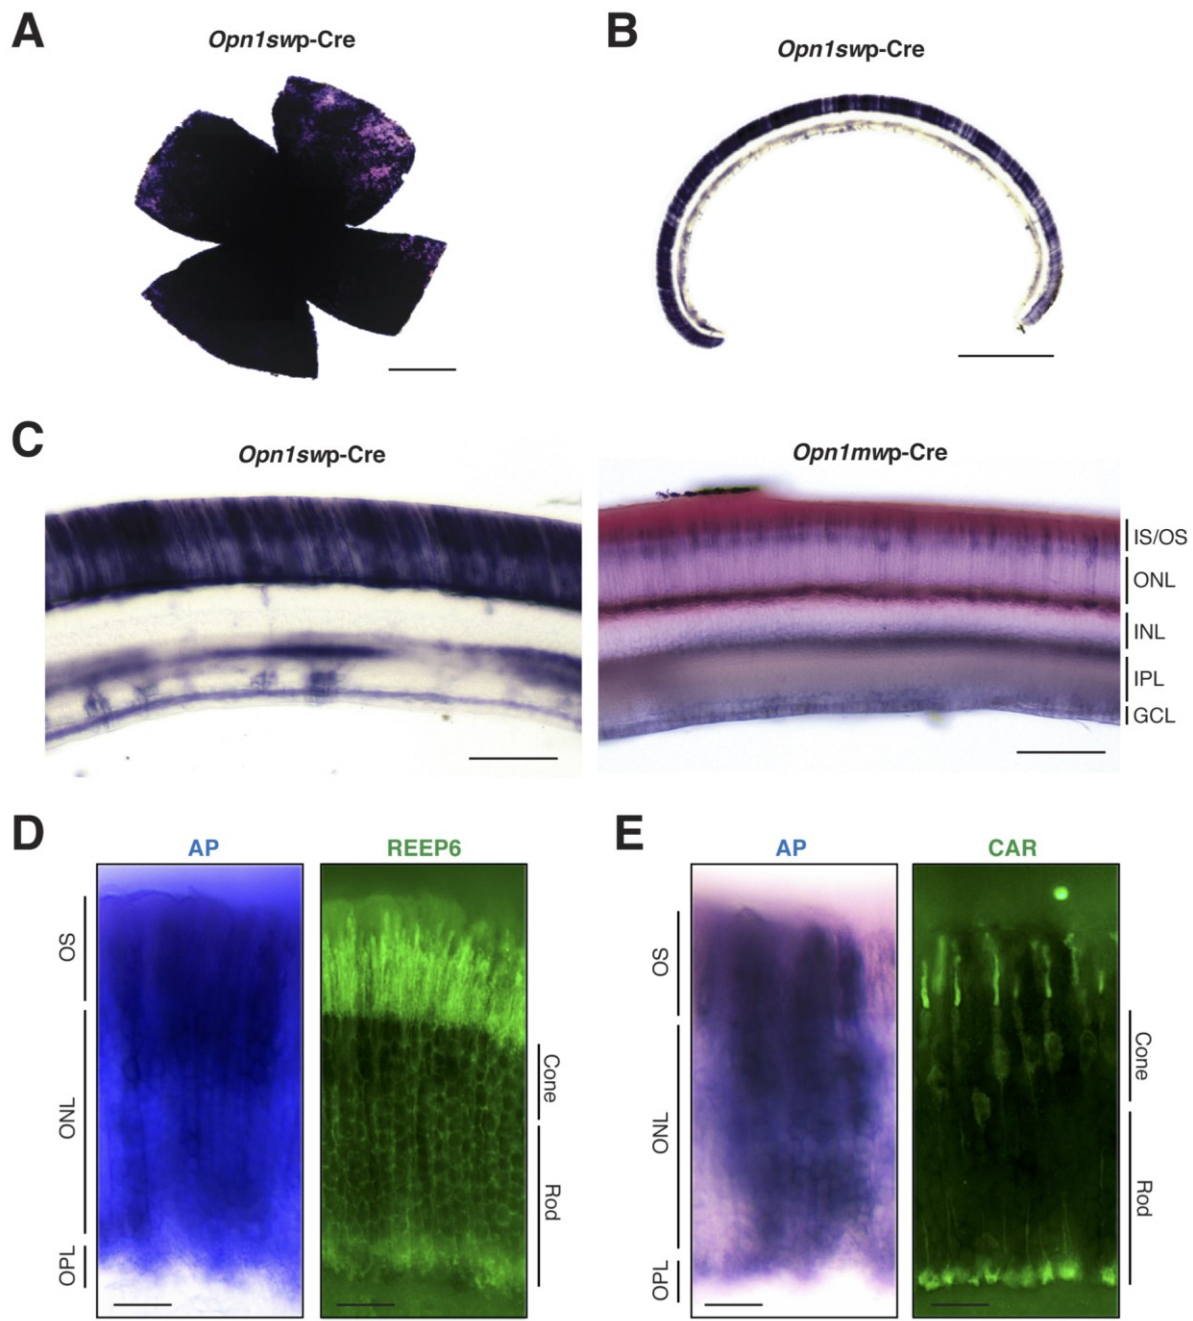 A
Opn1swp-Cre
B
Opn1swp-Cre
C
Opn1swp-Cre
Opn1mwp-Cre
IS/OS
ONL
INL
IPL
GCL
D
AP
REEP6
OS
ONL
OPL
Cone
Rod
E
AP
CAR
OS
ONL
OPL
Cone
Rod